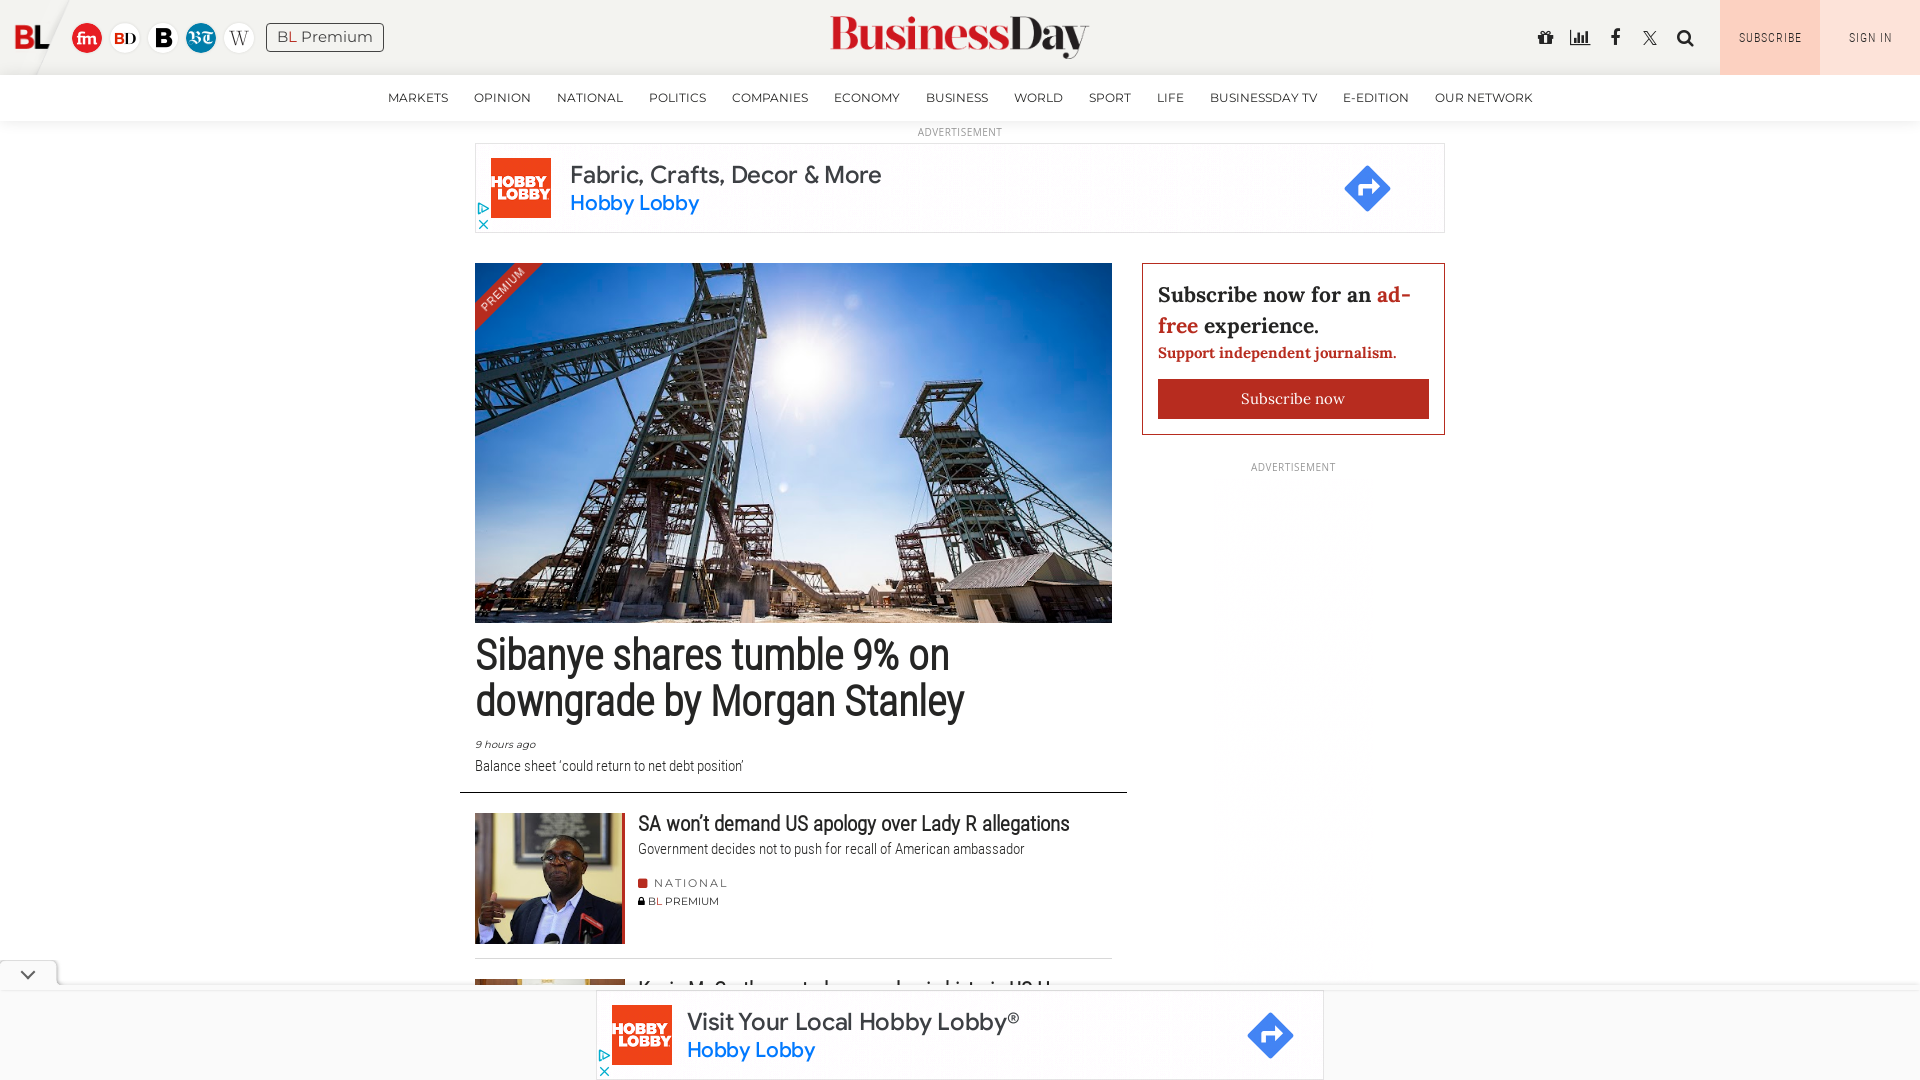 BL fm BD B BT W BL Premium BusinessDay SUBSCRIBE SIGN IN
MARKETS OPINION NATIONAL POLITICS COMPANIES ECONOMY BUSINESS WORLD SPORT LIFE BUSINESSDAY TV E-EDITION OUR NETWORK
ADVERTISEMENT
HOBBY
LOBBY
Fabric, Crafts, Decor & More
Hobby Lobby
PREMIUM
Sibanye shares tumble 9% on
downgrade by Morgan Stanley
9 hours ago
Balance sheet ‘could return to net debt position’
SA won’t demand US apology over Lady R allegations
Government decides not to push for recall of American ambassador
NATIONAL
BL PREMIUM
Subscribe now for an ad-
free experience.
Support independent journalism.
Subscribe now
ADVERTISEMENT
HOBBY
LOBBY
Visit Your Local Hobby Lobby®
Hobby Lobby